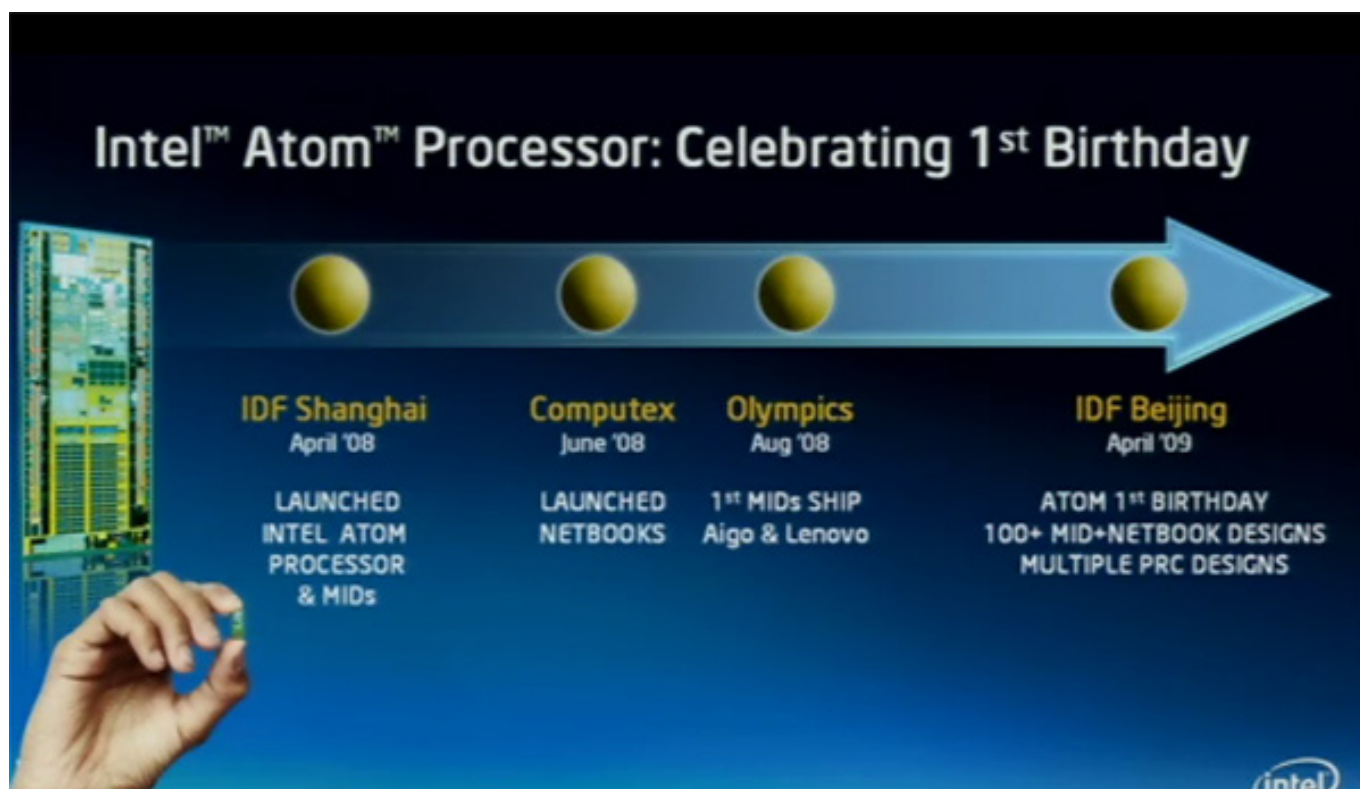 Intel™ Atom™ Processor: Celebrating 1st Birthday
IDF Shanghai
April '08
LAUNCHED
INTEL ATOM
PROCESSOR
& MIDs
Computex
June '08
LAUNCHED
NETBOOKS
Olympics
Aug '08
1st MIDs SHIP
Aigo & Lenovo
IDF Beijing
April '09
ATOM 1st BIRTHDAY
100+ MID+NETBOOK DESIGNS
MULTIPLE PRC DESIGNS
intel